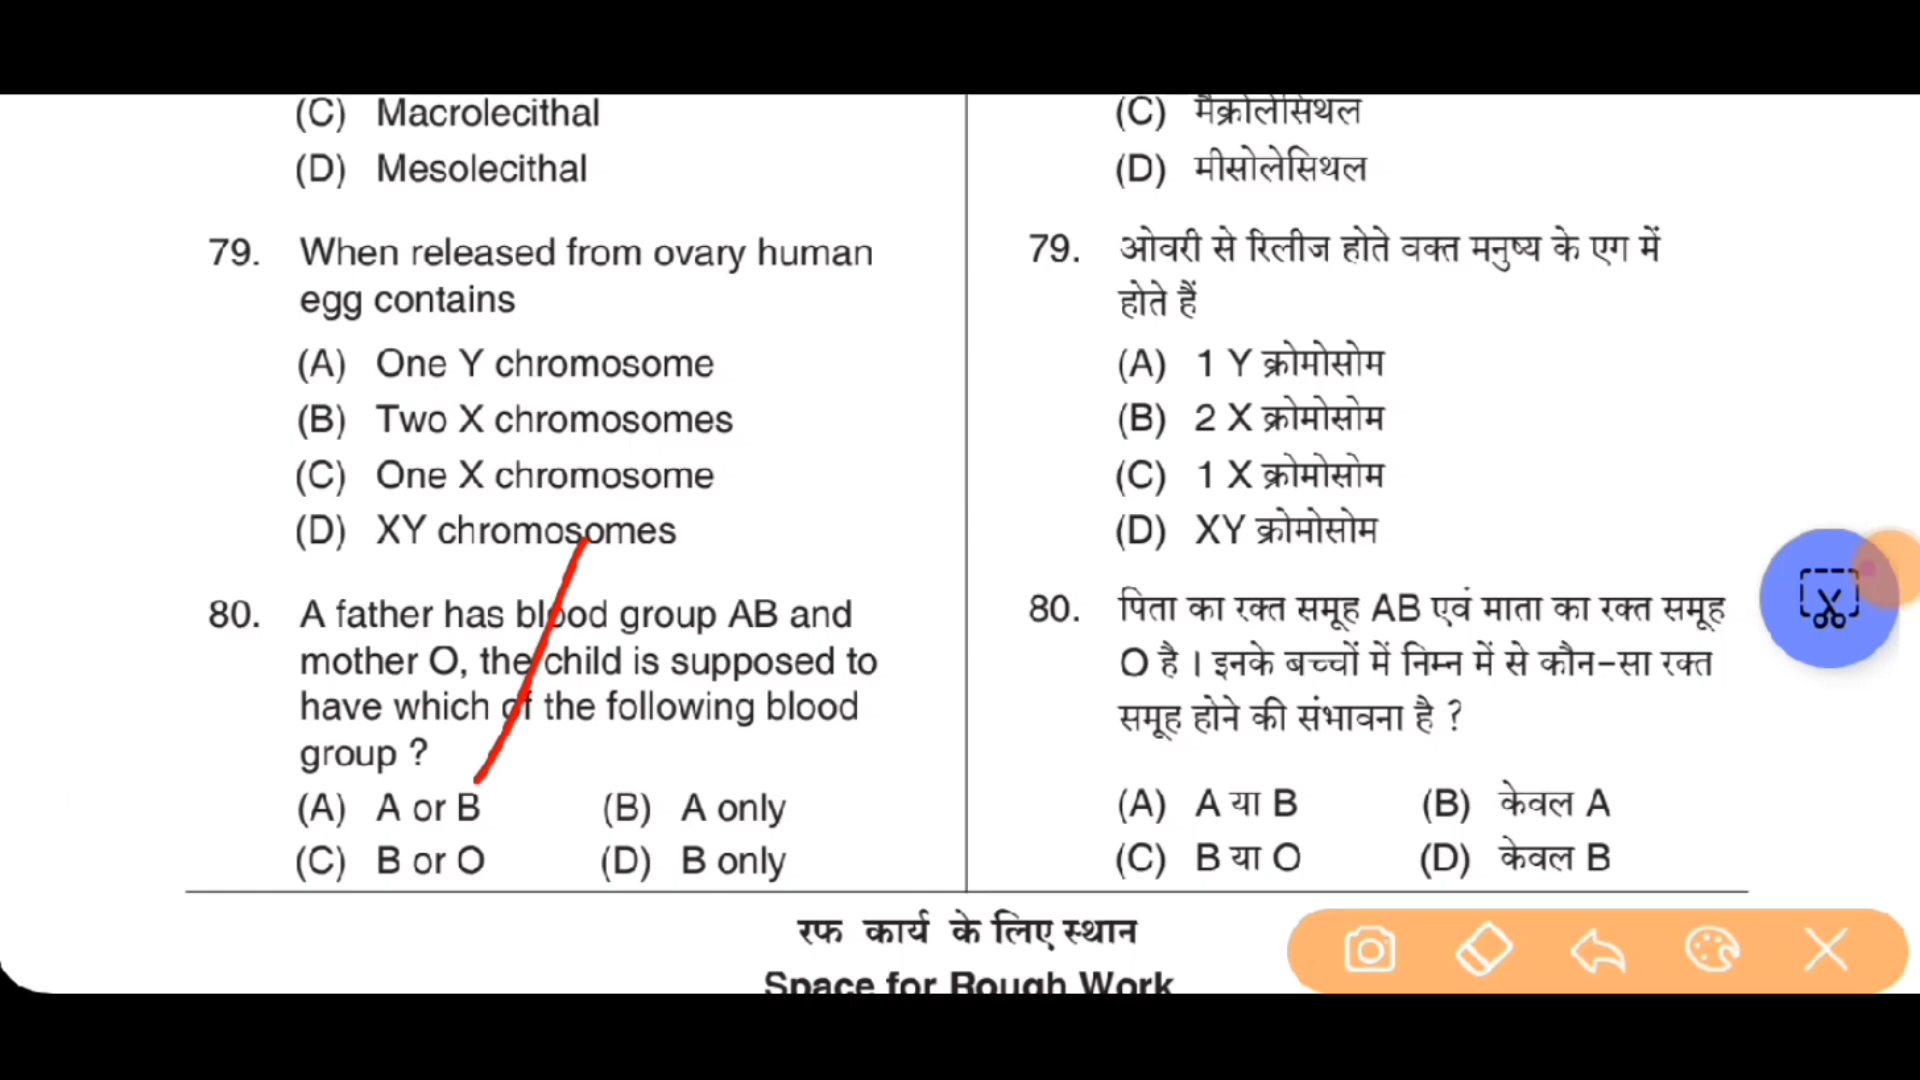 (C) Macrolecithal
(D) Mesolecithal
79. When released from ovary human
egg contains
(A) One Y chromosome
(B) Two X chromosomes
(C) One X chromosome
(D) XY chromosomes
80. A father has blood group AB and
mother O, the child is supposed to
have which of the following blood
group ?
(A) A or B (B) A only
(C) B or O (D) B only
(C) मैक्रोलेसिथल
(D) मीसोलेसिथल
79. ओवरी से रिलीज होते वक्त मनुष्य के एग में
होते हैं
(A) 1 Y क्रोमोसोम
(B) 2 X क्रोमोसोम
(C) 1 X क्रोमोसोम
(D) XY क्रोमोसोम
80. पिता का रक्त समूह AB एवं माता का रक्त समूह
O है । इनके बच्चों में निम्न में से कौन-सा रक्त
समूह होने की संभावना है ?
(A) A या B (B) केवल A
(C) B या O (D) केवल B
रफ कार्य के लिए स्थान
Space for Rough Work